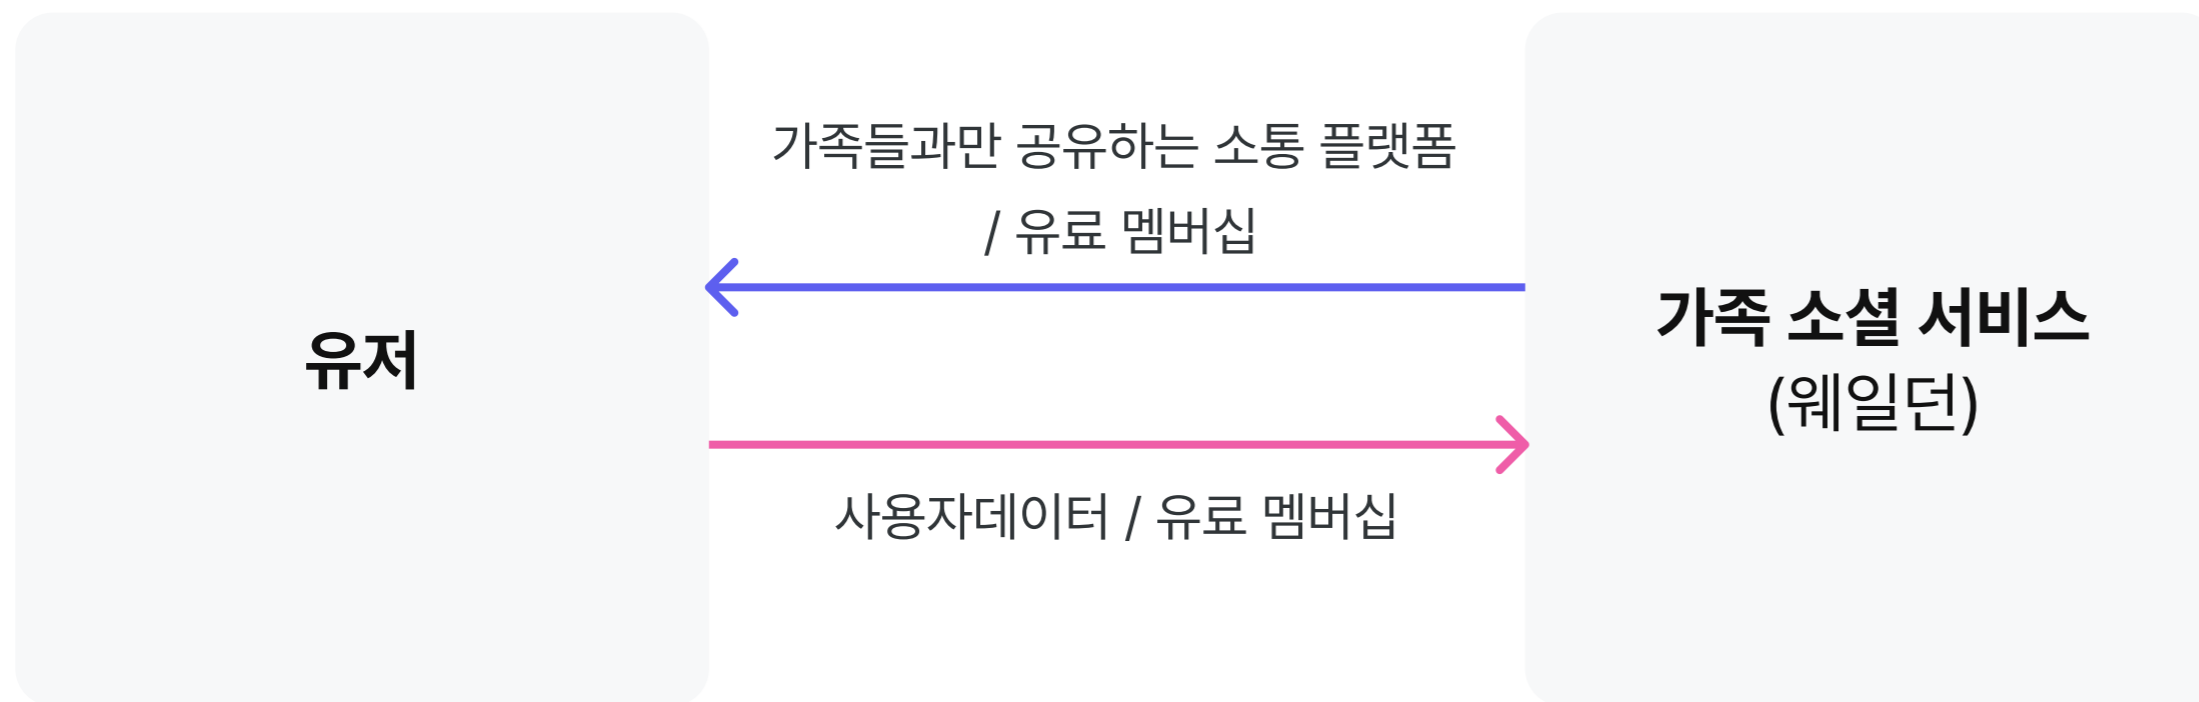 가족들과만 공유하는 소통 플랫폼
/ 유료 멤버십
유저
가족 소셜 서비스
(웨일던)
사용자데이터 / 유료 멤버십